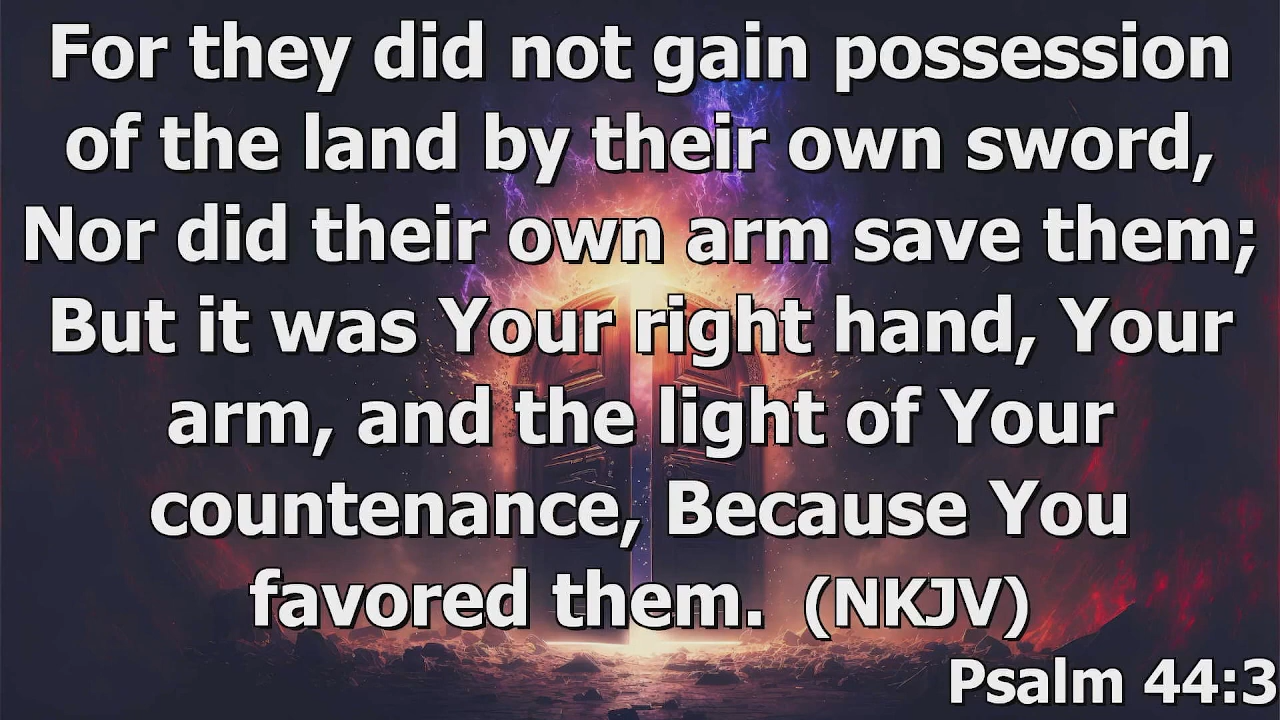 For they did not gain possession
of the land by their own sword,
Nor did their own arm save them;
But it was Your right hand, Your
arm, and the light of Your
countenance, Because You
favored them. (NKJV)
Psalm 44:3